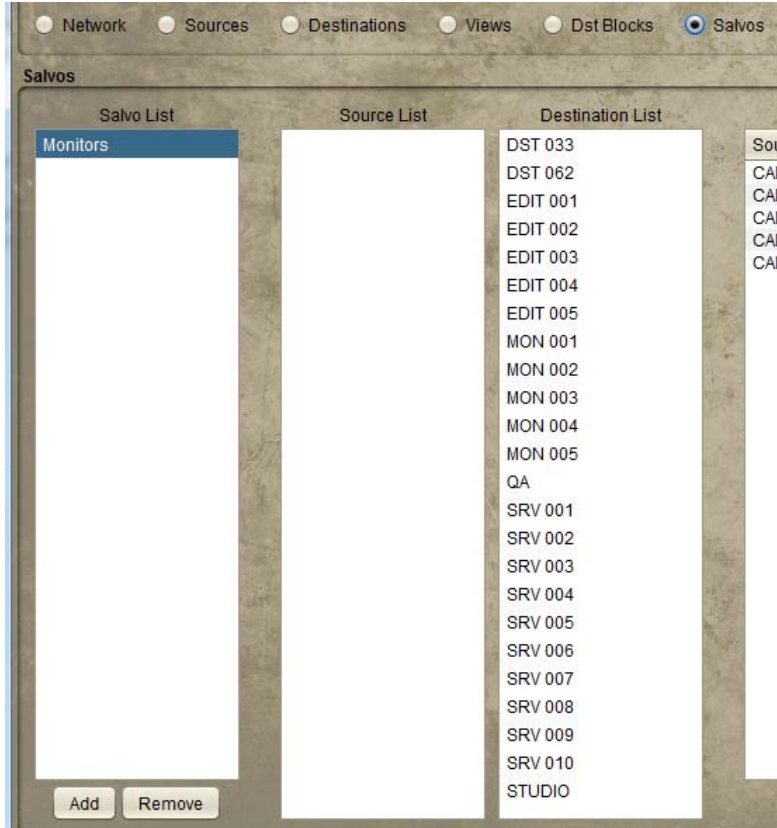 Network Sources Destinations Views Dst Blocks Salvos
Salvos
Salvo List Source List Destination List
Monitors
DST 033
DST 062
EDIT 001
EDIT 002
EDIT 003
EDIT 004
EDIT 005
MON 001
MON 002
MON 003
MON 004
MON 005
QA
SRV 001
SRV 002
SRV 003
SRV 004
SRV 005
SRV 006
SRV 007
SRV 008
SRV 009
SRV 010
STUDIO
Add Remove